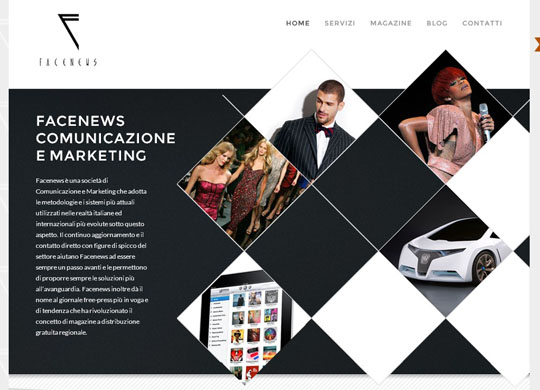 HOME SERVIZI MAGAZINE BLOG CONTATTI
FACENEWS
FACENEWS
COMUNICAZIONE
E MARKETING
Facenews è una società di
Comunicazione e Marketing che adotta
le metodologie e i sistemi più attuali
utilizzati nelle realtà italiane ed
internazionali più evolute sotto questo
aspetto. Il continuo aggiornamento e il
contatto diretto con figure di spicco del
settore aiutano Facenews ad essere
sempre un passo avanti e le permettono
di proporre sempre le soluzioni più
all'avanguardia. Facenews inoltre dà il
nome al giornale free-press più in voga e
di tendenza che ha rivoluzionato il
concetto di magazine a distribuzione
gratuita regionale.